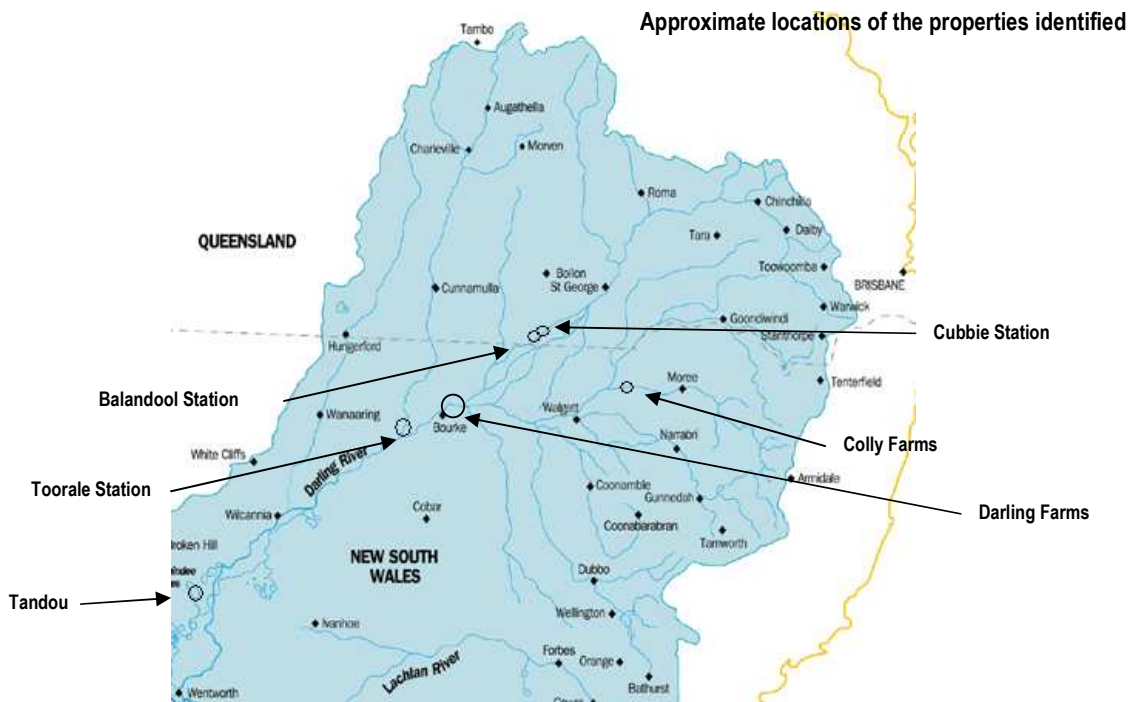 Approximate locations of the properties identified
Tambo
Augathella
Charleville
Morven
Roma
Chinchilla
QUEENSLAND
Tara
Dalby
Toowoomba
Bollon
St George
BRISBANE
Cunnamulla
Warwick
Goondiwindi
Cubbie Station
Hungerford
Stanthorpe
Tenterfield
Balandool Station
Moree
Wanaaring
Bourke
Walgett
Colly Farms
Narrabri
White Cliffs
Darling River
Armidale
Toorale Station
Coonamble
Gunnedah
Wilcannia
Cobar
Coonabarabran
Darling Farms
Tamworth
roken Hill
NEW SOUTH
WALES
Dubbo
Tandou
Wellington
Ivanhoe
Lachlan River
Forbes
Orange
Bathurst
Wentworth